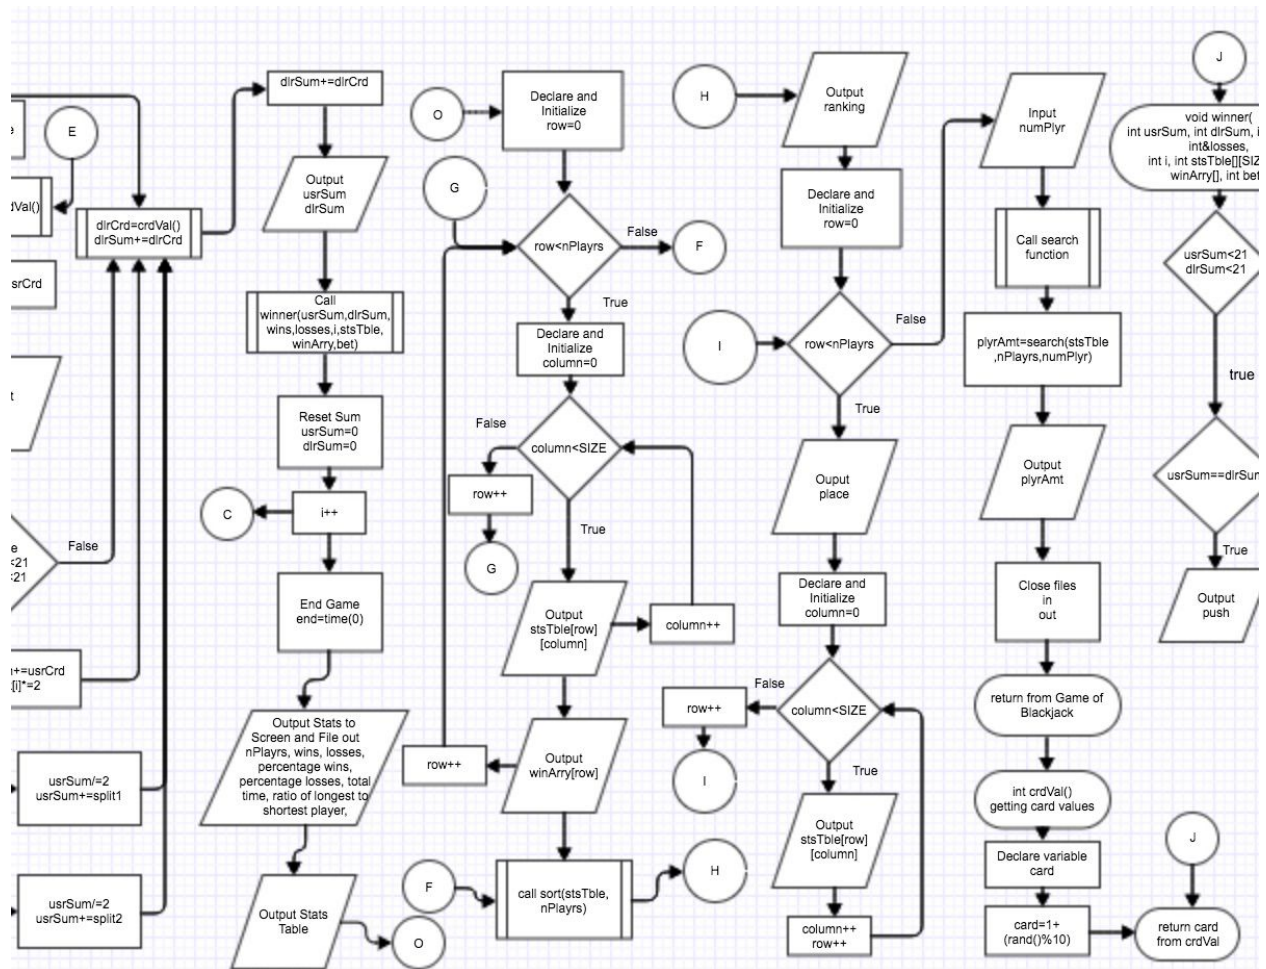 E
dVal()
dlrCrd=crdVal()
dlrSum+=dlrCrd
srCrd
t
e
<21
<21
False
+=usrCrd
[i]*=2
usrSum/=2
usrSum+=split1
usrSum/=2
usrSum+=split2
dlrSum+=dlrCrd
Output
usrSum
dlrSum
Call
winner(usrSum,dlrSum,
wins,losses,i,stsTble,
winArry,bet)
Reset Sum
usrSum=0
dlrSum=0
i++
C
End Game
end=time(0)
Output Stats to
Screen and File out
nPlayrs, wins, losses,
percentage wins,
percentage losses, total
time, ratio of longest to
shortest player,
Output Stats
Table
O
O
Declare and
Initialize
row=0
G
row<nPlayrs
False
F
True
Declare and
Initialize
column=0
False
column<SIZE
row++
G
True
Output
stsTble[row]
[column]
column++
Output
winArray[row]
row++
F
call sort(stsTble,
nPlayrs)
H
H
Output
ranking
Declare and
Initialize
row=0
I
row<nPlayrs
False
True
Ouput
place
Declare and
Initialize
column=0
False
column<SIZE
row++
I
True
Output
stsTble[row]
[column]
column++
row++
Input
numPlyr
Call search
function
plyrAmt=search(stsTble
,nPlayrs,numPlyr)
Output
plyrAmt
Close files
in
out
return from Game of
Blackjack
int crdVal()
getting card values
Declare variable
card
card=1+
(rand()%10)
J
return card
from crdVal
J
void winner(
int usrSum, int dlrSum, i
int&losses,
int i, int stsTble[][SIZ
winArry[], int bet
usrSum<21
dlrSum<21
true
usrSum==dlrSum
True
Output
push